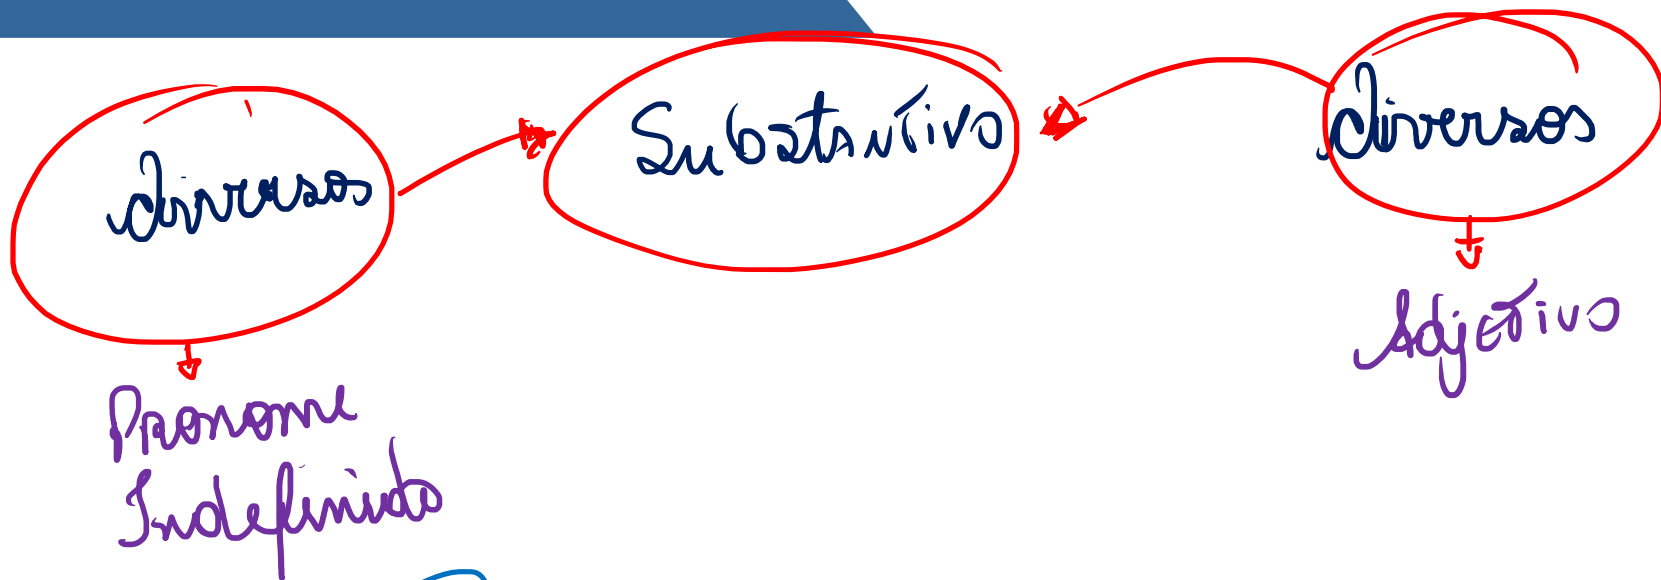 diversos Substantivo diversos
Adjetivo
Pronome
Indefinido